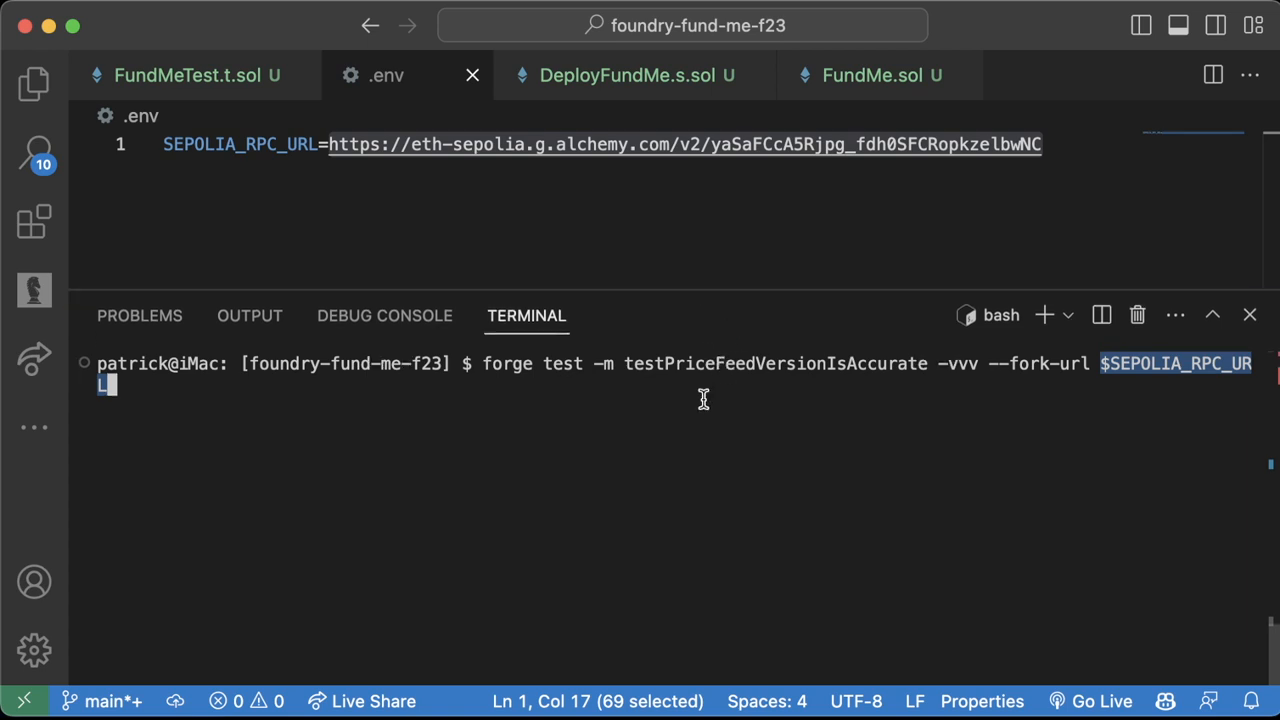 foundry-fund-me-f23
FundMeTest.t.sol U
.env
DeployFundMe.s.sol U
FundMe.sol U
.env
1 SEPOLIA_RPC_URL=https://eth-sepolia.g.alchemy.com/v2/yaSaFCcA5Rjpg_fdh0SFCRopkzelbwNC
10
PROBLEMS OUTPUT DEBUG CONSOLE TERMINAL bash
patrick@iMac: [foundry-fund-me-f23] $ forge test -m testPriceFeedVersionIsAccurate -vvv --fork-url $SEPOLIA_RPC_UR
L
main*+ 0 0 Live Share Ln 1, Col 17 (69 selected) Spaces: 4 UTF-8 LF Properties Go Live